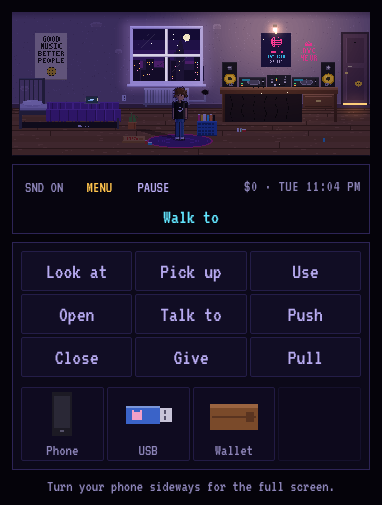 GOOD
MUSIC
BETTER
PEOPLE
SND ON MENU PAUSE $0 · TUE 11:04 PM
Walk to
Look at Pick up Use
Open Talk to Push
Close Give Pull
Phone USB Wallet
Turn your phone sideways for the full screen.